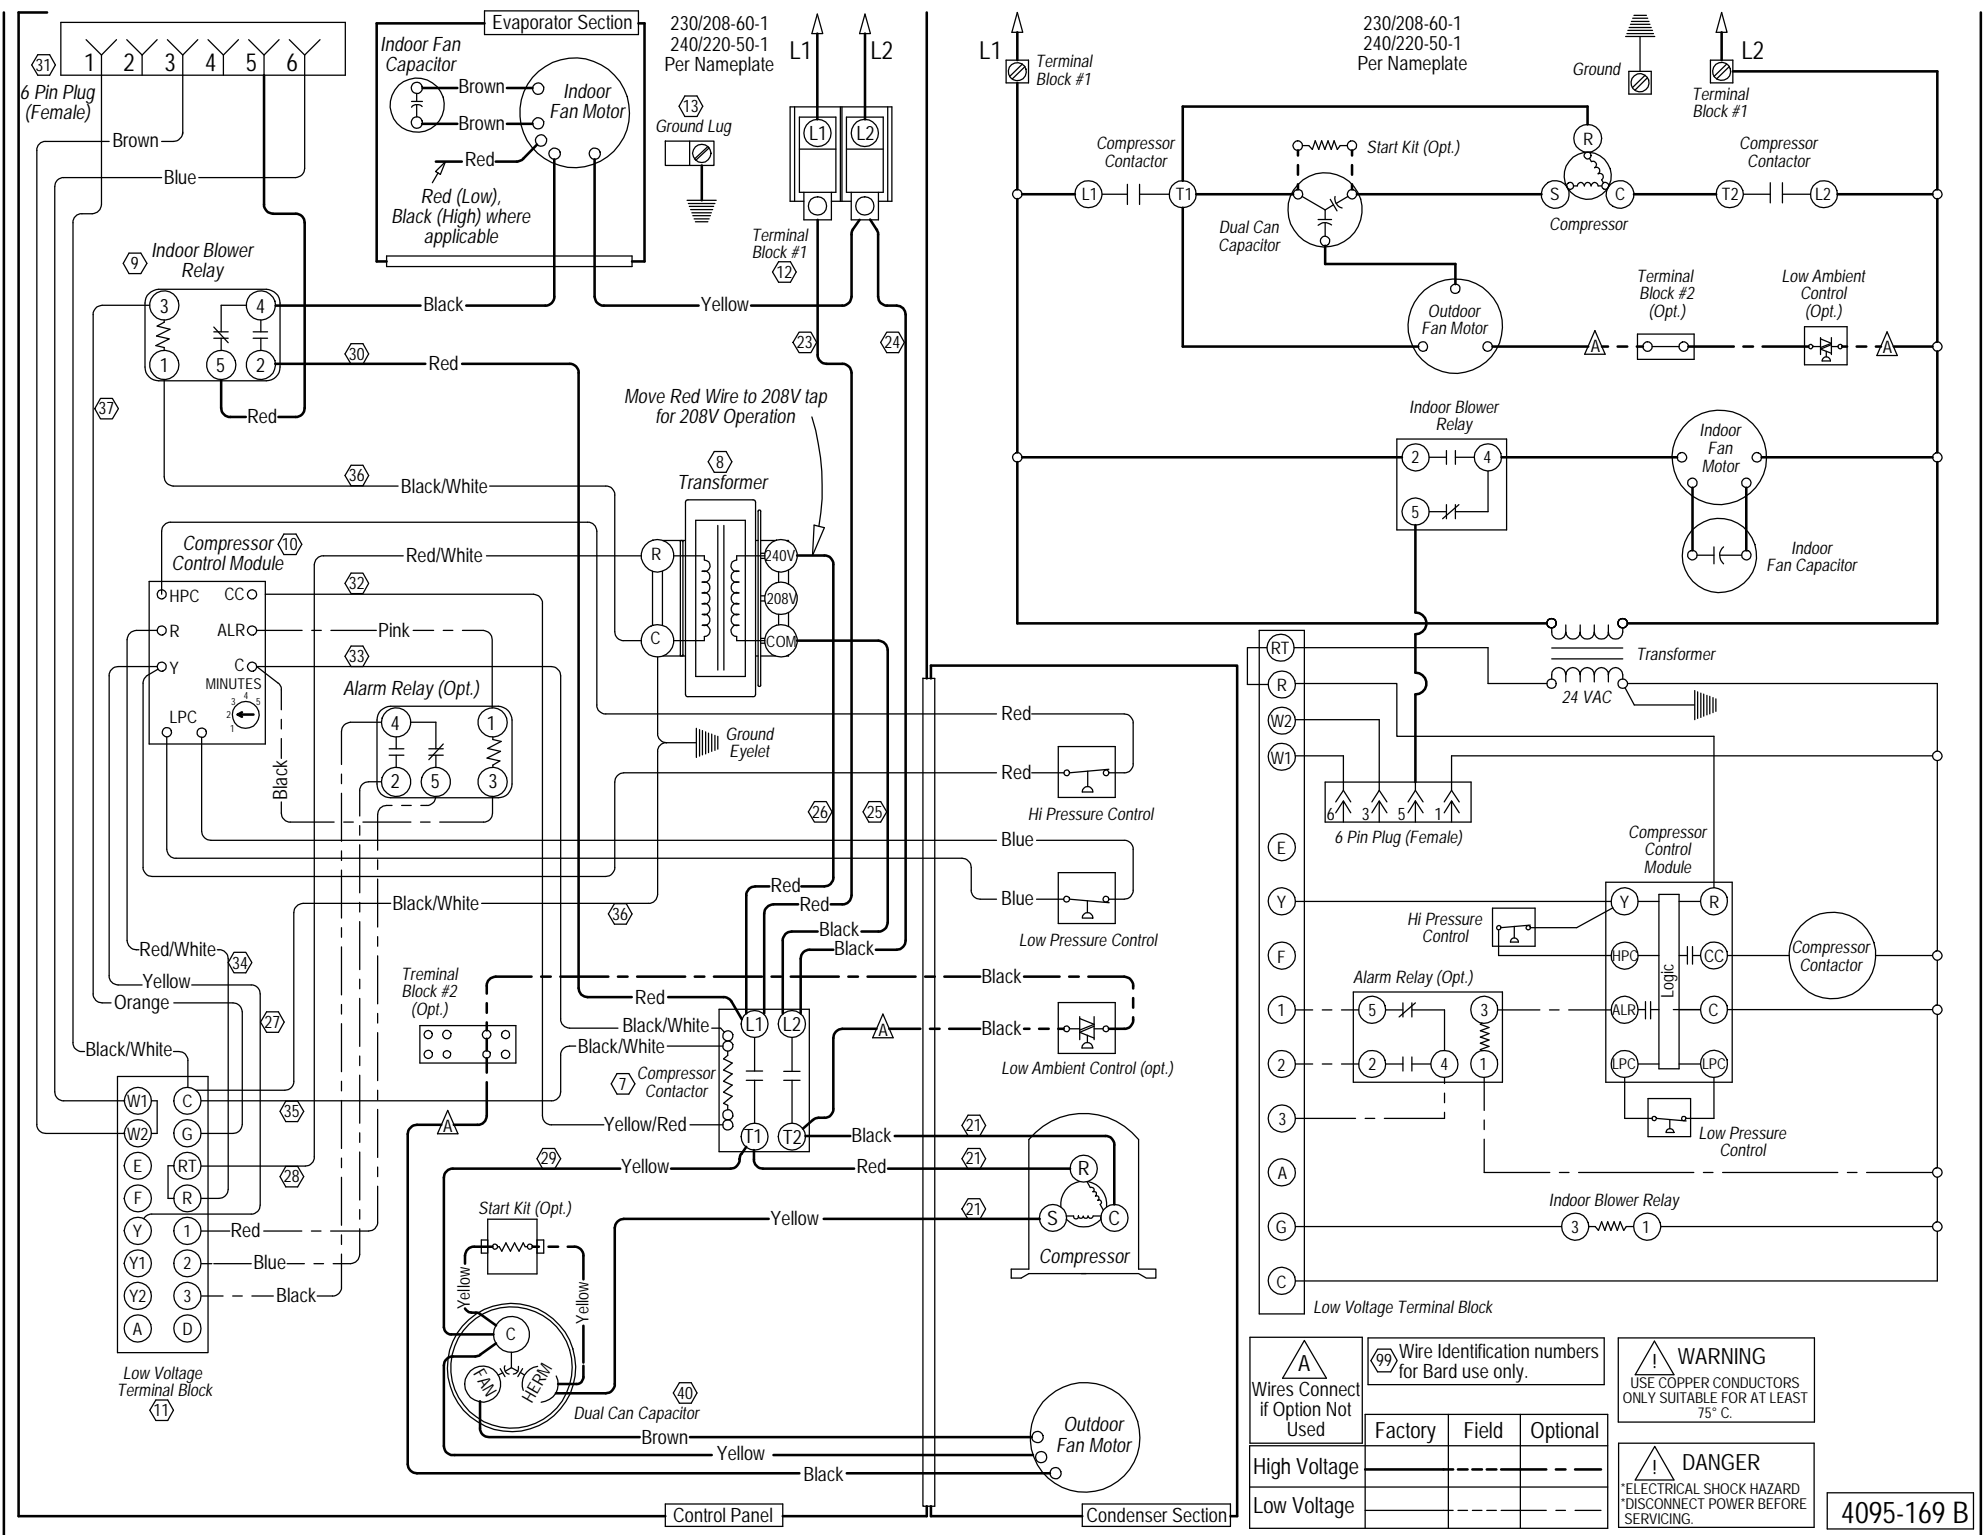 Evaporator Section
Indoor Fan
Capacitor
Brown
Brown
Indoor
Fan Motor
Red
Red (Low),
Black (High) where
applicable
31
1 2 3 4 5 6
6 Pin Plug
(Female)
Brown
Blue
230/208-60-1
240/220-50-1
Per Nameplate
L1
L2
13
Ground Lug
L1
L2
Terminal
Block #1
12
9
Indoor Blower
Relay
3
4
1
5
2
Black
Yellow
30
Red
Red
23
24
37
Move Red Wire to 208V tap
for 208V Operation
36
Black/White
8
Transformer
R
C
240V
208V
COM
Compressor
Control Module
10
HPC
CC
R
ALR
Y
C
MINUTES
1 2 3 4 5
LPC
Red/White
32
Pink
33
Alarm Relay (Opt.)
4
1
2
5
3
Black
Ground
Eyelet
Red
Red
Hi Pressure Control
Blue
Blue
Low Pressure Control
26
25
Red
Red
Black
Black
Black/White
36
Red/White
34
Yellow
Orange
27
Black/White
Treminal
Block #2
(Opt.)
Black
Red
Black/White
Black/White
L1
L2
A
Black
Low Ambient Control (opt.)
7
Compressor
Contactor
Yellow/Red
T1
T2
35
28
W1
C
W2
G
E
RT
F
R
Y
1
Y1
2
Y2
3
A
D
Red
Blue
Black
Low Voltage
Terminal Block
11
A
29
Yellow
Black
21
Red
21
Yellow
21
R
S
C
Compressor
Start Kit (Opt.)
Yellow
Yellow
C
FAN
HERM
40
Dual Can Capacitor
Brown
Yellow
Black
Outdoor
Fan Motor
Control Panel
Condenser Section
L1
Terminal
Block #1
230/208-60-1
240/220-50-1
Per Nameplate
Ground
L2
Terminal
Block #1
Compressor
Contactor
L1
T1
Start Kit (Opt.)
Dual Can
Capacitor
R
S
C
Compressor
Compressor
Contactor
T2
L2
Outdoor
Fan Motor
A
Terminal
Block #2
(Opt.)
Low Ambient
Control
(Opt.)
A
Indoor Blower
Relay
2
4
5
Indoor
Fan
Motor
Indoor
Fan Capacitor
Transformer
24 VAC
RT
R
W2
W1
E
Y
F
1
2
3
A
G
C
6 3 5 1
6 Pin Plug (Female)
Compressor
Control
Module
Y
R
HPC
CC
ALR
C
LPC
LPC
Logic
Hi Pressure
Control
Compressor
Contactor
Alarm Relay (Opt.)
5
3
2
4
1
Low Pressure
Control
Indoor Blower Relay
3
1
Low Voltage Terminal Block
A
Wires Connect
if Option Not
Used
99
Wire Identification numbers
for Bard use only.
! WARNING
USE COPPER CONDUCTORS
ONLY SUITABLE FOR AT LEAST
75° C.
Factory Field Optional
High Voltage
Low Voltage
! DANGER
*ELECTRICAL SHOCK HAZARD
*DISCONNECT POWER BEFORE
SERVICING.
4095-169 B